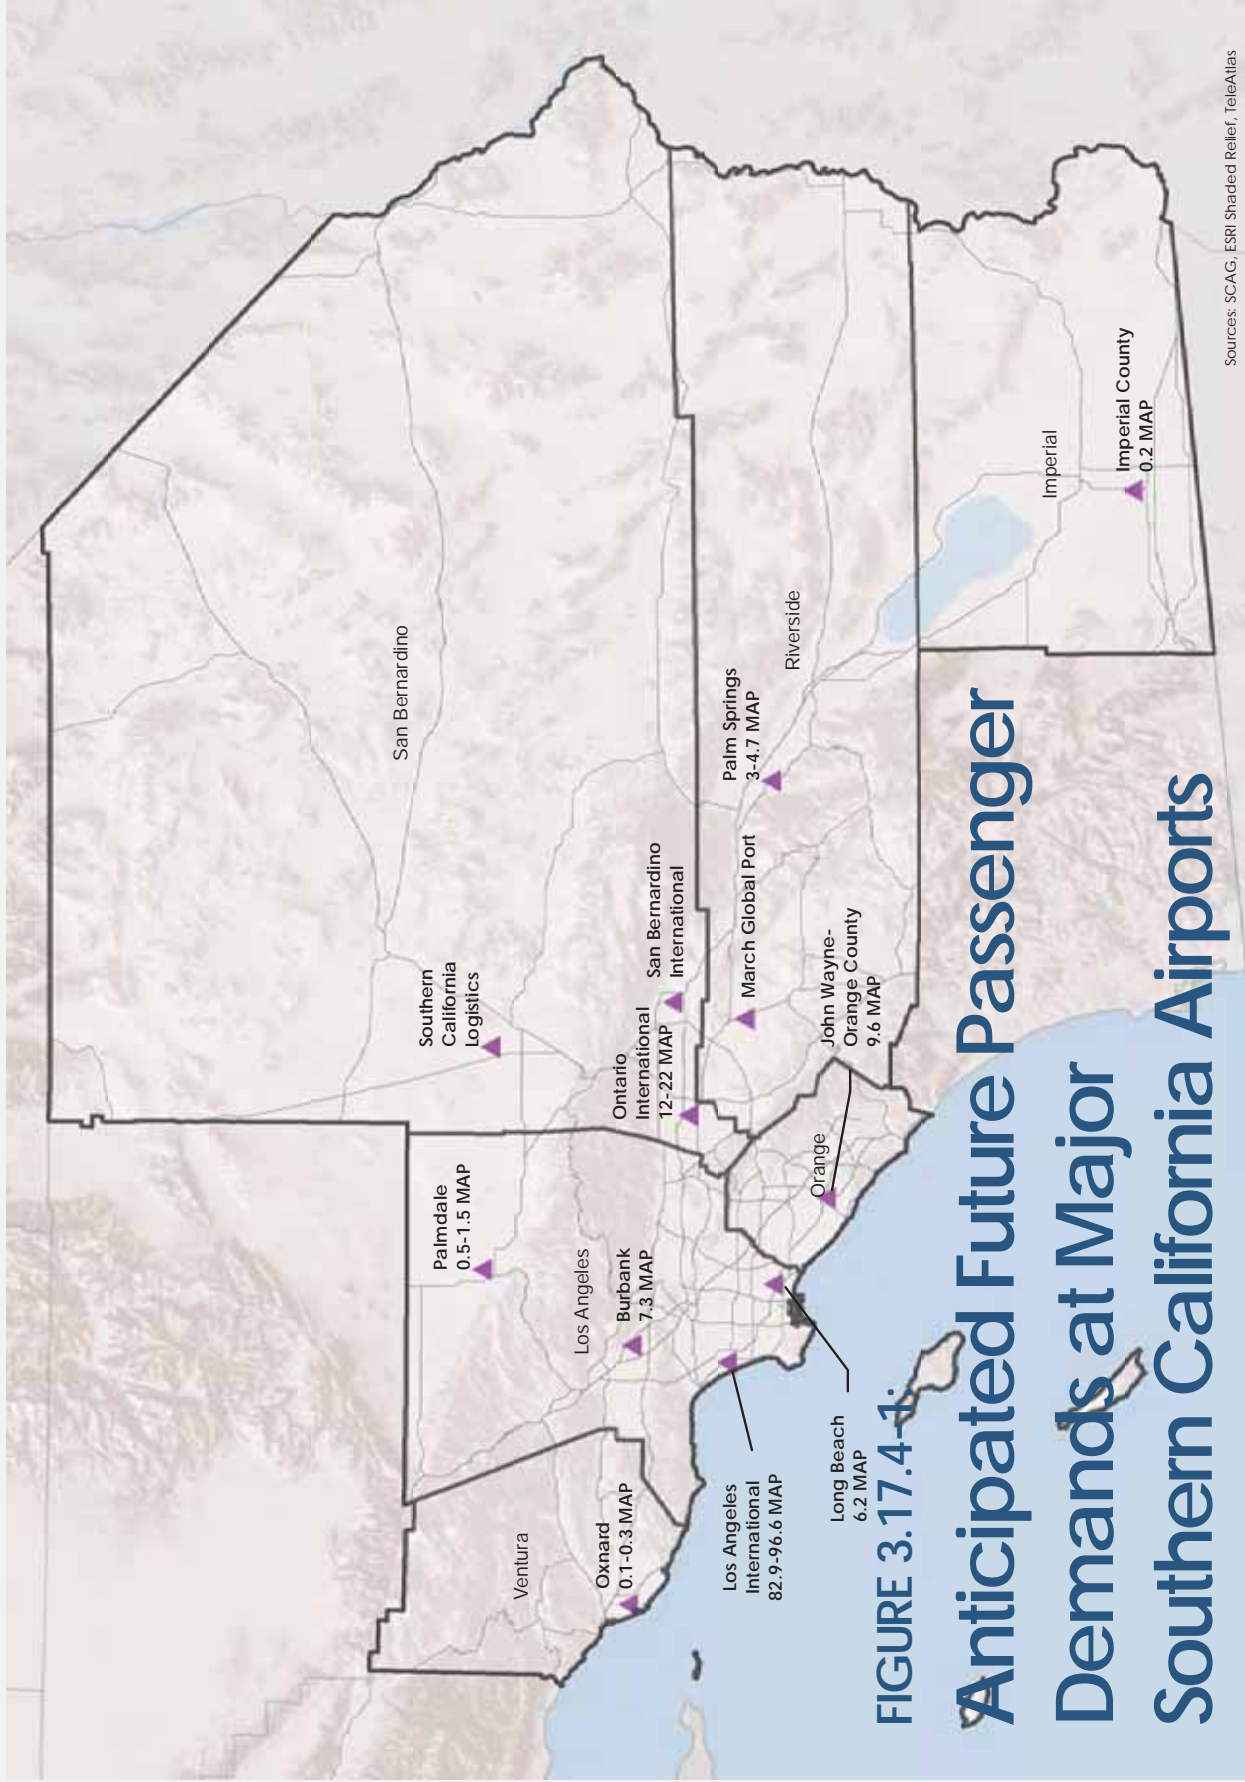 San Bernardino
Southern
California
Logistics
Palmdale
0.5-1.5 MAP
Los Angeles
Burbank
7.3 MAP
Ventura
Oxnard
0.1-0.3 MAP
Ontario
International
12-22 MAP
San Bernardino
International
March Global Port
Palm Springs
3-4.7 MAP
Riverside
John Wayne-
Orange County
9.6 MAP
Orange
Los Angeles
International
82.9-96.6 MAP
Long Beach
6.2 MAP
Imperial
Imperial County
0.2 MAP
FIGURE 3.17.4-1:
Anticipated Future Passenger
Demands at Major
Southern California Airports
Sources: SCAG, ESRI Shaded Relief, TeleAtlas